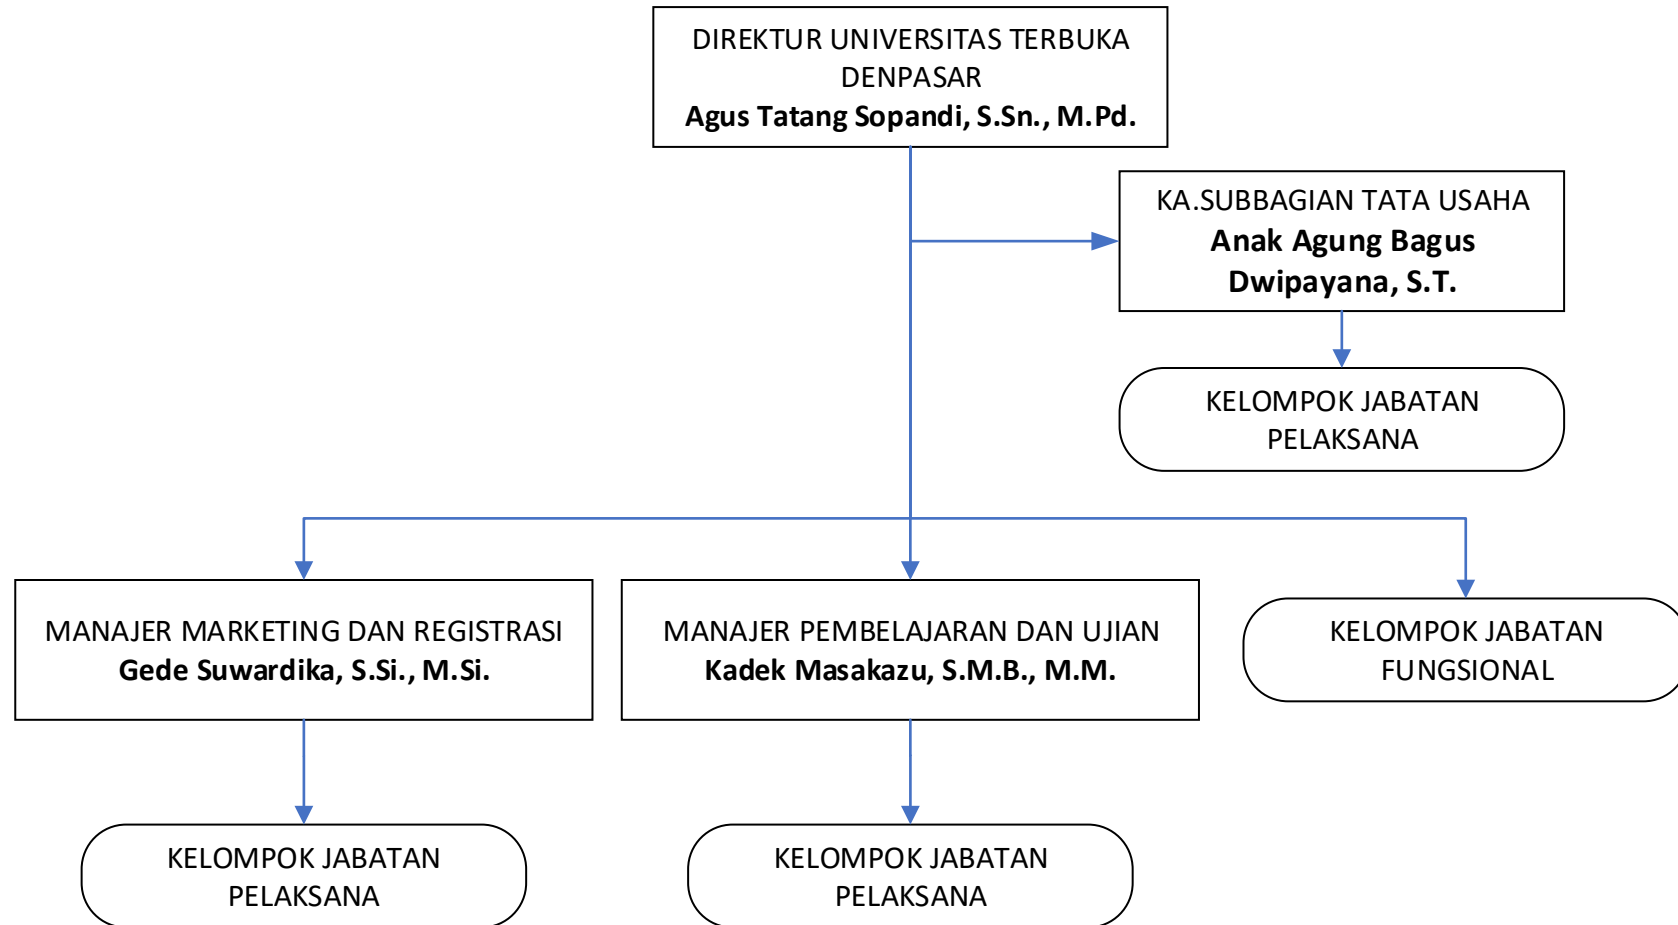 DIREKTUR UNIVERSITAS TERBUKA
DENPASAR
Agus Tatang Sopandi, S.Sn., M.Pd.
KA.SUBBAGIAN TATA USAHA
Anak Agung Bagus
Dwipayana, S.T.
KELOMPOK JABATAN
PELAKSANA
MANAJER MARKETING DAN REGISTRASI
Gede Suwardika, S.Si., M.Si.
MANAJER PEMBELAJARAN DAN UJIAN
Kadek Masakazu, S.M.B., M.M.
KELOMPOK JABATAN
FUNGSIONAL
KELOMPOK JABATAN
PELAKSANA
KELOMPOK JABATAN
PELAKSANA